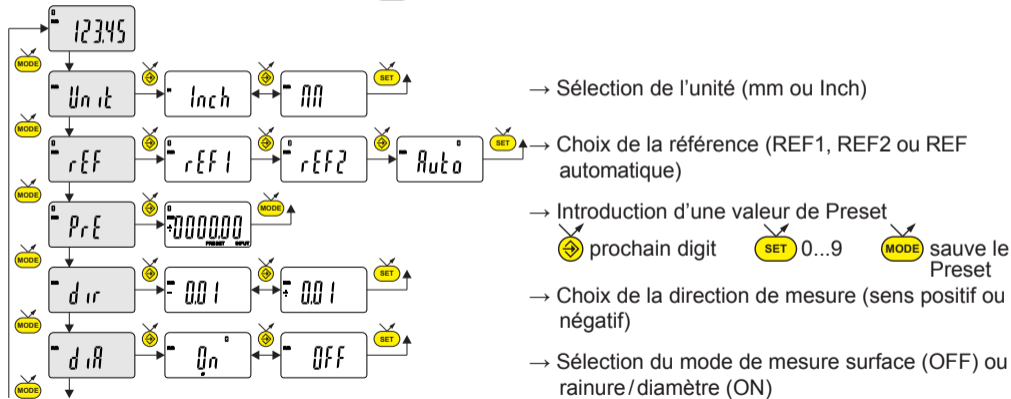 123.45
MODE
Unit Inch MM SET
→ Sélection de l'unité (mm ou Inch)
MODE
rEF rEF1 rEF2 Auto SET
→ Choix de la référence (REF1, REF2 ou REF
automatique)
MODE
PrE 0000.00 PRESET INPUT MODE
→ Introduction d'une valeur de Preset
prochain digit SET 0...9 MODE sauve le
Preset
MODE
dir - 0.01 + 0.01 SET
→ Choix de la direction de mesure (sens positif ou
négatif)
MODE
diA On OFF SET
→ Sélection du mode de mesure surface (OFF) ou
rainure / diamètre (ON)
MODE